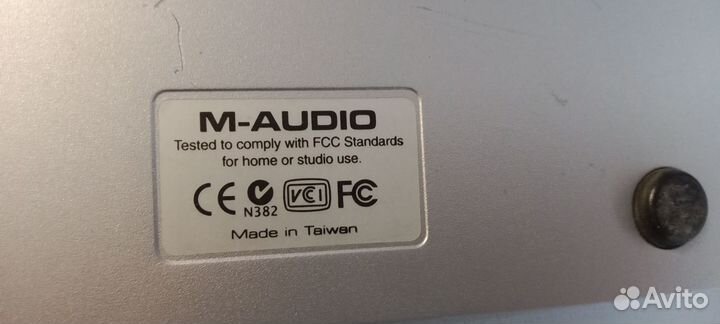 M-AUDIO
Tested to comply with FCC Standards
for home or studio use.
CE N382 VCI FC
Made in Taiwan
Avito